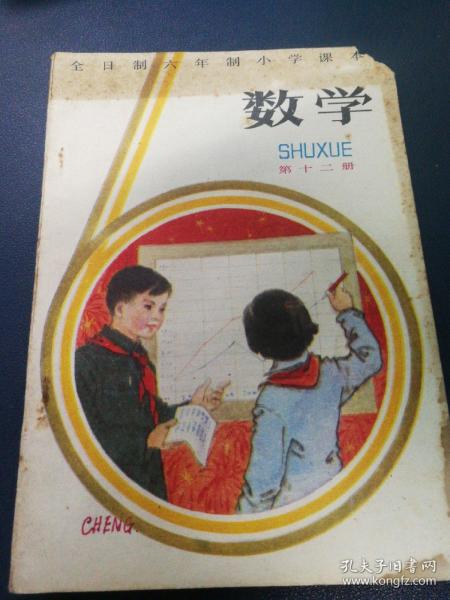 全日制六年制小学课本
数学
SHUXUE
第十二册
CHENG.
孔夫子旧书网
kongfz.com